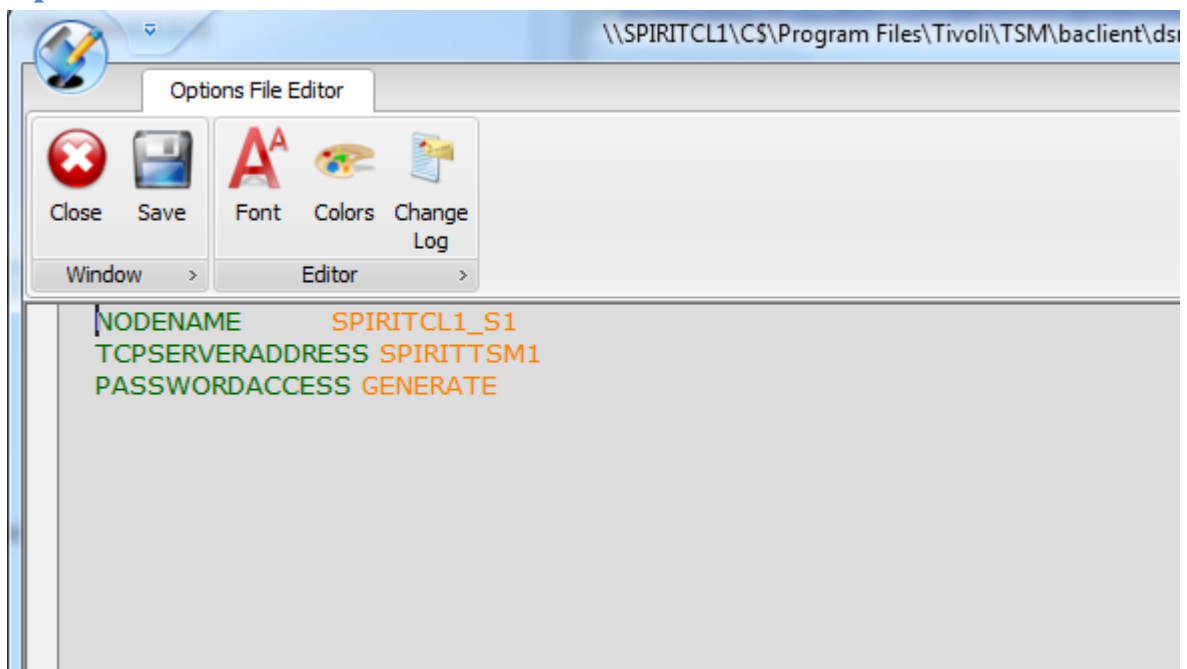 \\SPIRITCL1\C$\Program Files\Tivoli\TSM\baclient\
Options File Editor
Close Save Font Colors Change
Log
Window Editor
NODENAME SPIRITCL1_S1
TCPSERVERADDRESS SPIRITTSM1
PASSWORDACCESS GENERATE